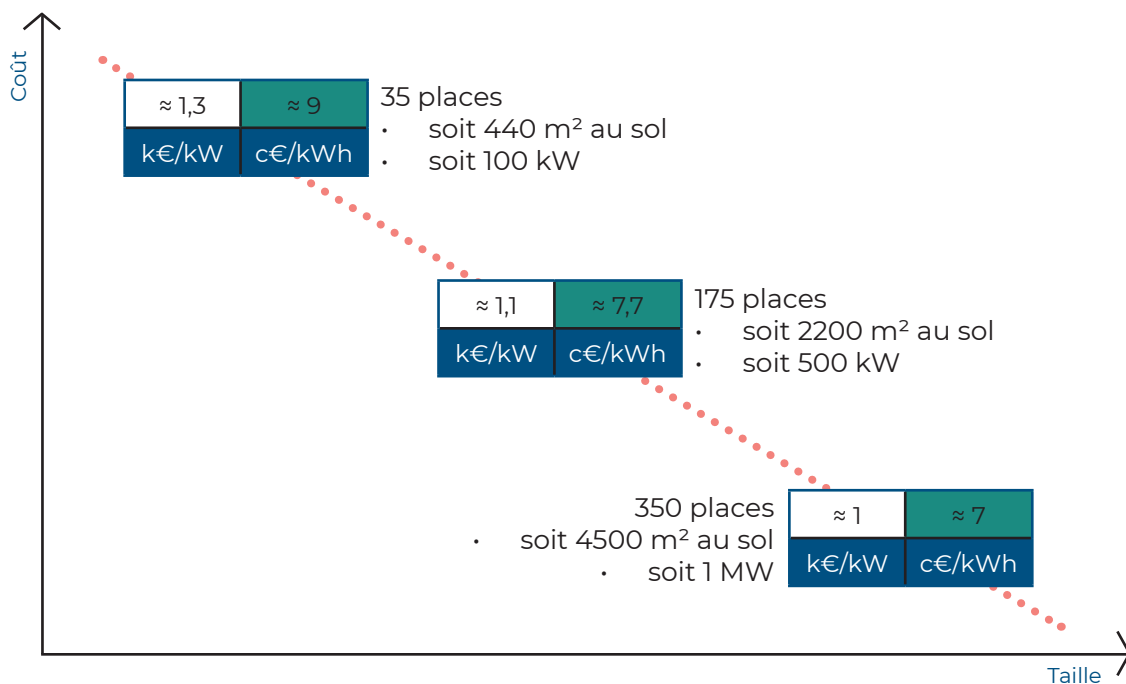 Coût
≈ 1,3
≈ 9
k€/kW
c€/kWh
35 places
• soit 440 m² au sol
• soit 100 kW
≈ 1,1
≈ 7,7
k€/kW
c€/kWh
175 places
• soit 2200 m² au sol
• soit 500 kW
350 places
• soit 4500 m² au sol
• soit 1 MW
≈ 1
≈ 7
k€/kW
c€/kWh
Taille